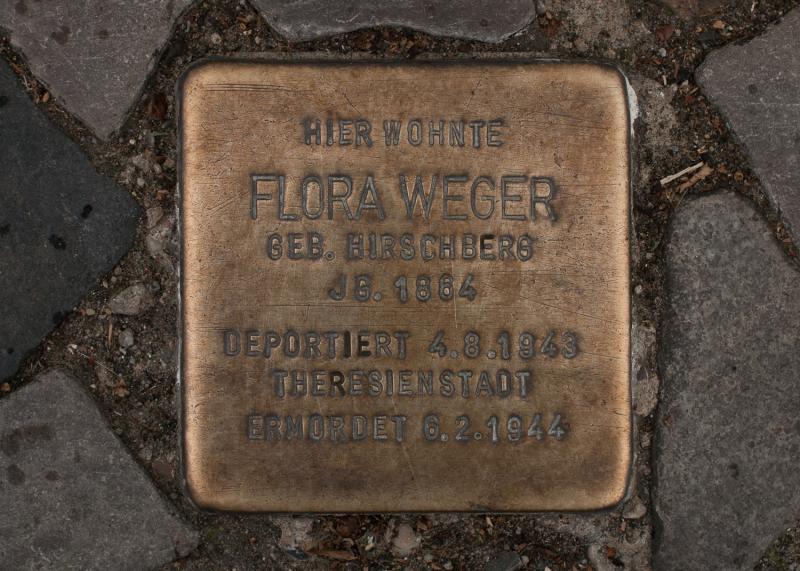 HIER WOHNTE
FLORA WEGER
GEB. HIRSCHBERG
JG. 1864
DEPORTIERT 4.8.1943
THERESIENSTADT
ERMORDET 6.2.1944